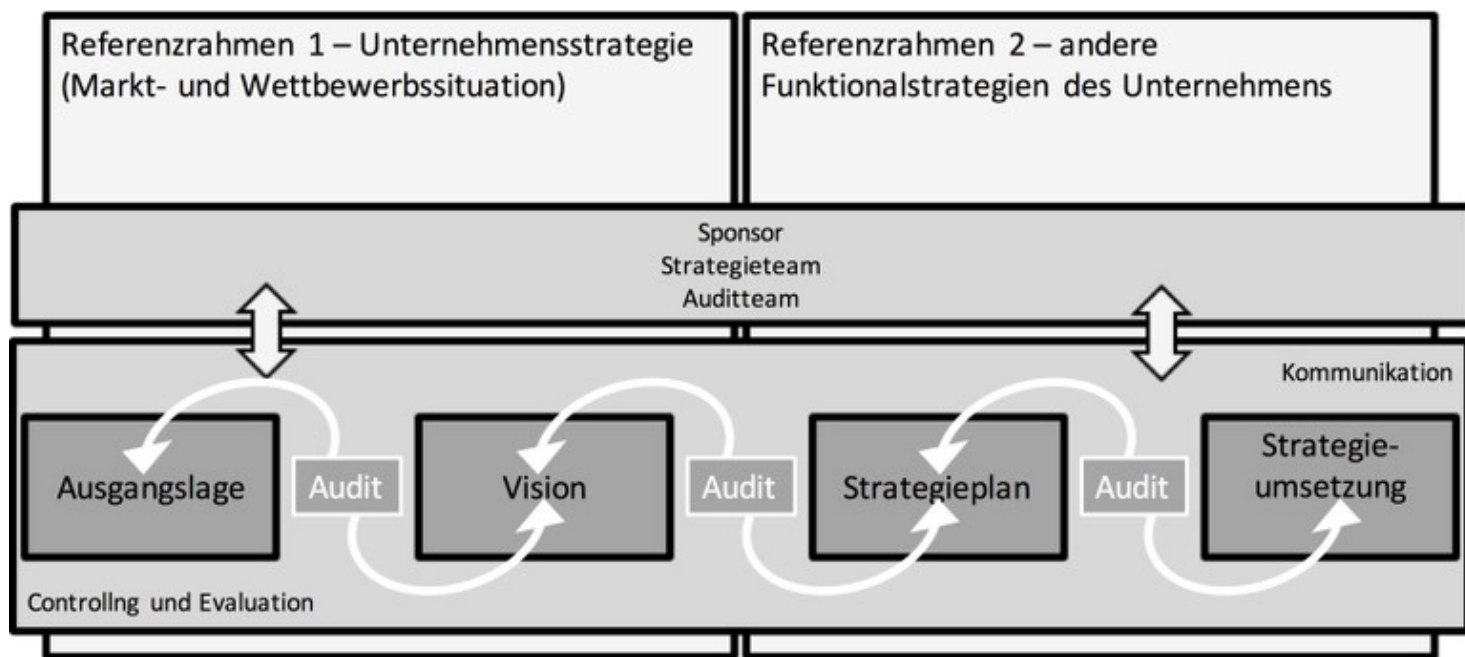 Referenzrahmen 1 – Unternehmensstrategie
(Markt- und Wettbewerbssituation)
Referenzrahmen 2 – andere
Funktionalstrategien des Unternehmens
Sponsor
Strategieteam
Auditteam
Kommunikation
Ausgangslage
Audit
Vision
Audit
Strategieplan
Audit
Strategie-
umsetzung
Controllng und Evaluation